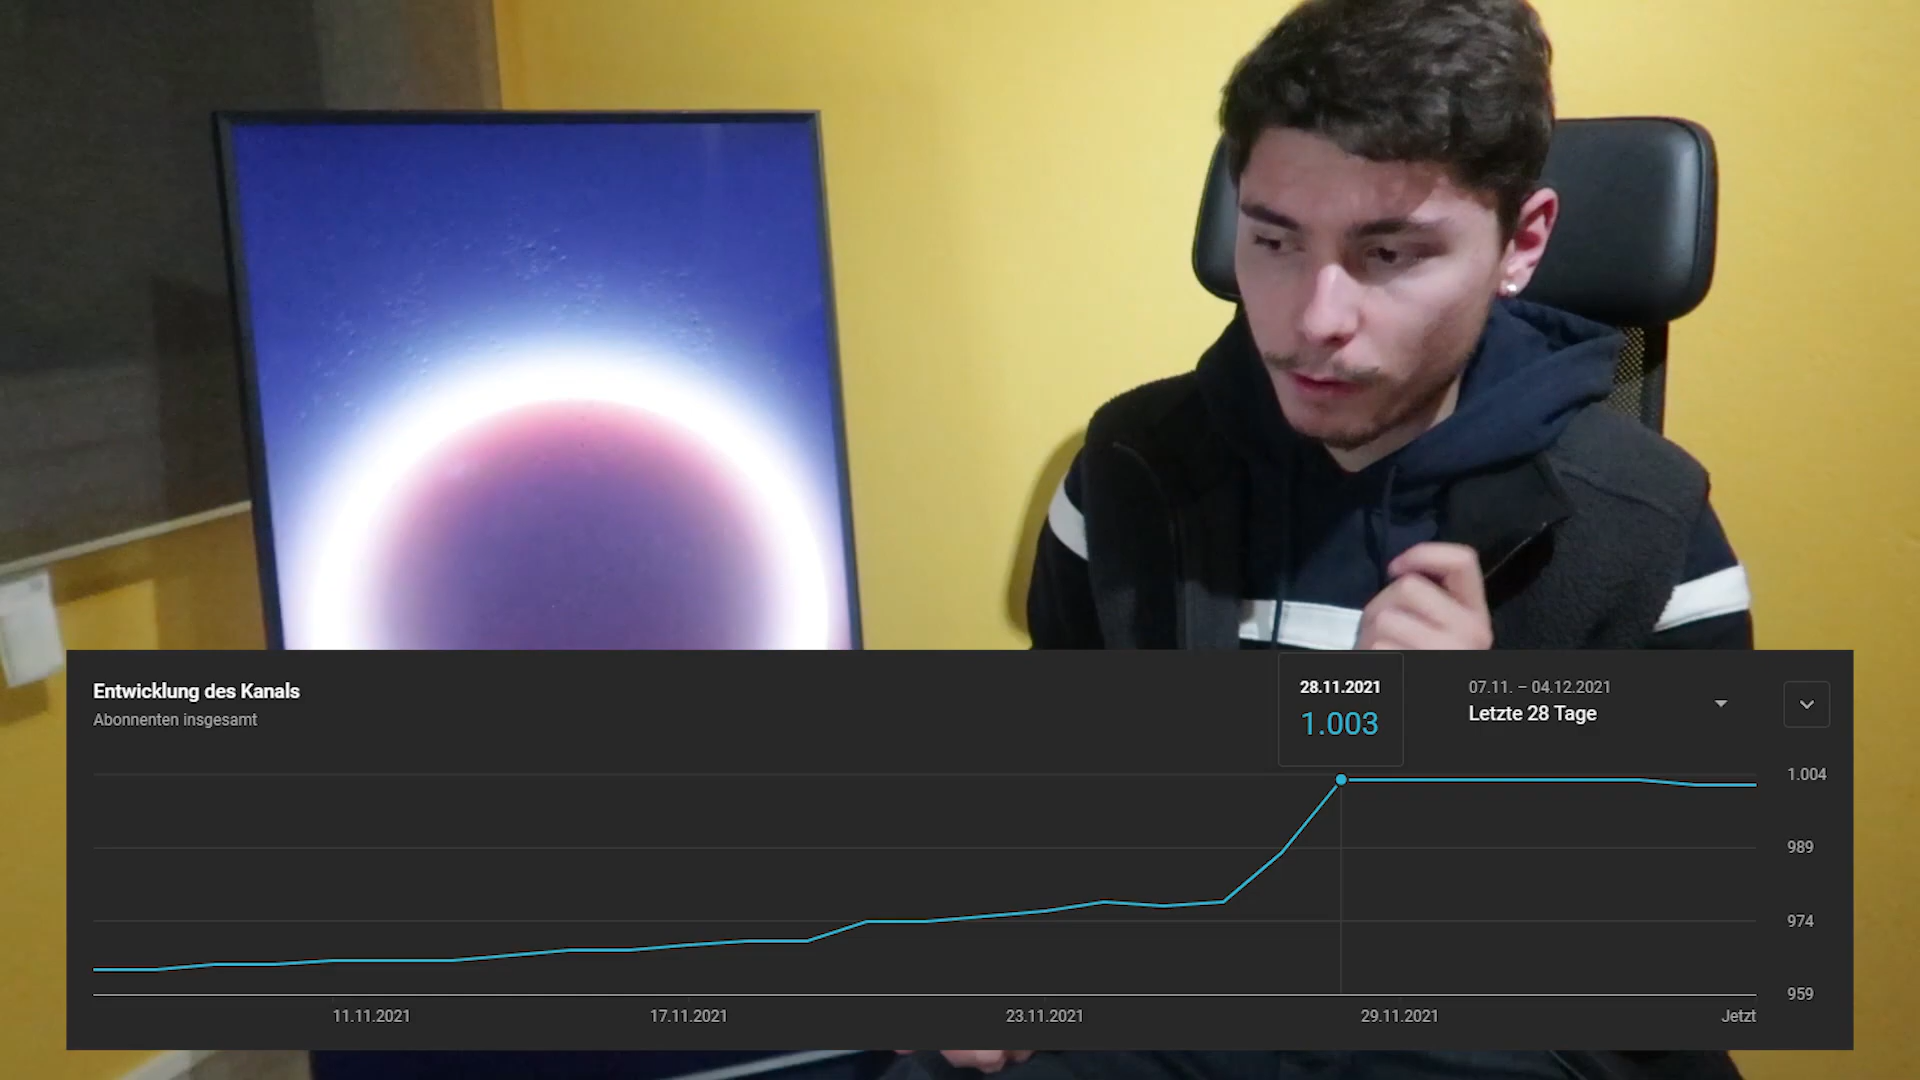 Entwicklung des Kanals
Abonnenten insgesamt
28.11.2021
1.003
07.11. – 04.12.2021
Letzte 28 Tage
1.004
989
974
959
11.11.2021
17.11.2021
23.11.2021
29.11.2021
Jetzt